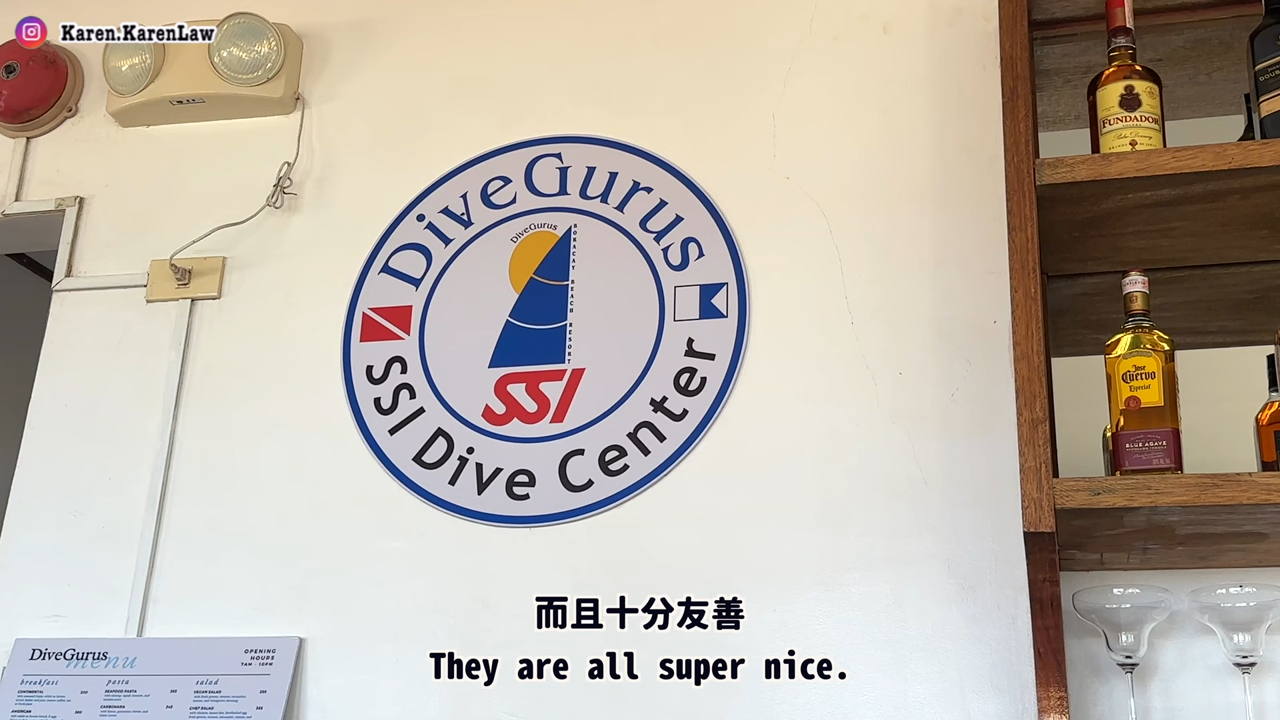 Karen.KarenLaw
DiveGurus
DiveGurus
BORACAY BEACH RESORT
SSI
SSI Dive Center
FUNDADOR
Jose
Cuervo
Especial
BLUE AGAVE
而且十分友善
They are all super nice.
DiveGurus
menu
OPENING
HOURS
7AM - 10PM
breakfast
pasta
salad
CONTINENTAL
SEAFOOD PASTA
VEGAN SALAD
AMERICAN
CARBONARA
CHEF SALAD